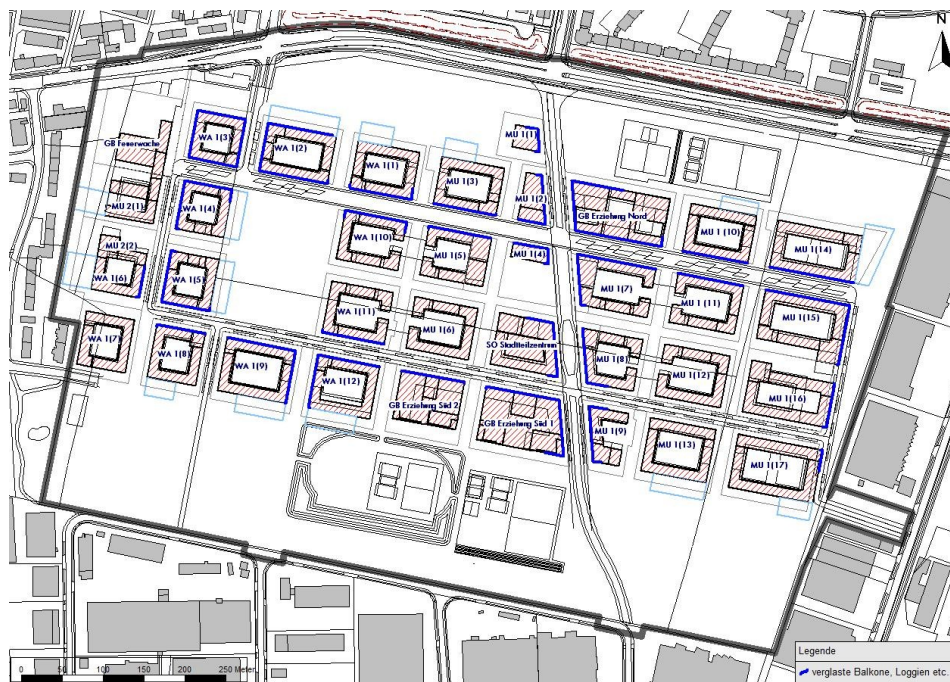 N
MU 1(1)
WA 1(3)
GB Feuerwache
WA 1(2)
WA 1(1)
MU 1(3)
MU 1(2)
MU 2(1)
WA 1(4)
GB Erziehung Nord
MU 1(10)
MU 1(14)
WA 1(10)
MU 2(2)
MU 1(5)
MU 1(4)
WA 1(6)
WA 1(5)
MU 1(7)
MU 1(11)
WA 1(11)
MU 1(15)
MU 1(6)
WA 1(7)
SO Stadtteilzentrum
WA 1(8)
MU 1(8)
WA 1(9)
MU 1(12)
WA 1(12)
MU 1(16)
GB Erziehung Süd 2
GB Erziehung Süd 1
MU 1(9)
MU 1(13)
MU 1(17)
Legende
verglaste Balkone, Loggien etc.
0 50 100 150 200 250 Meter